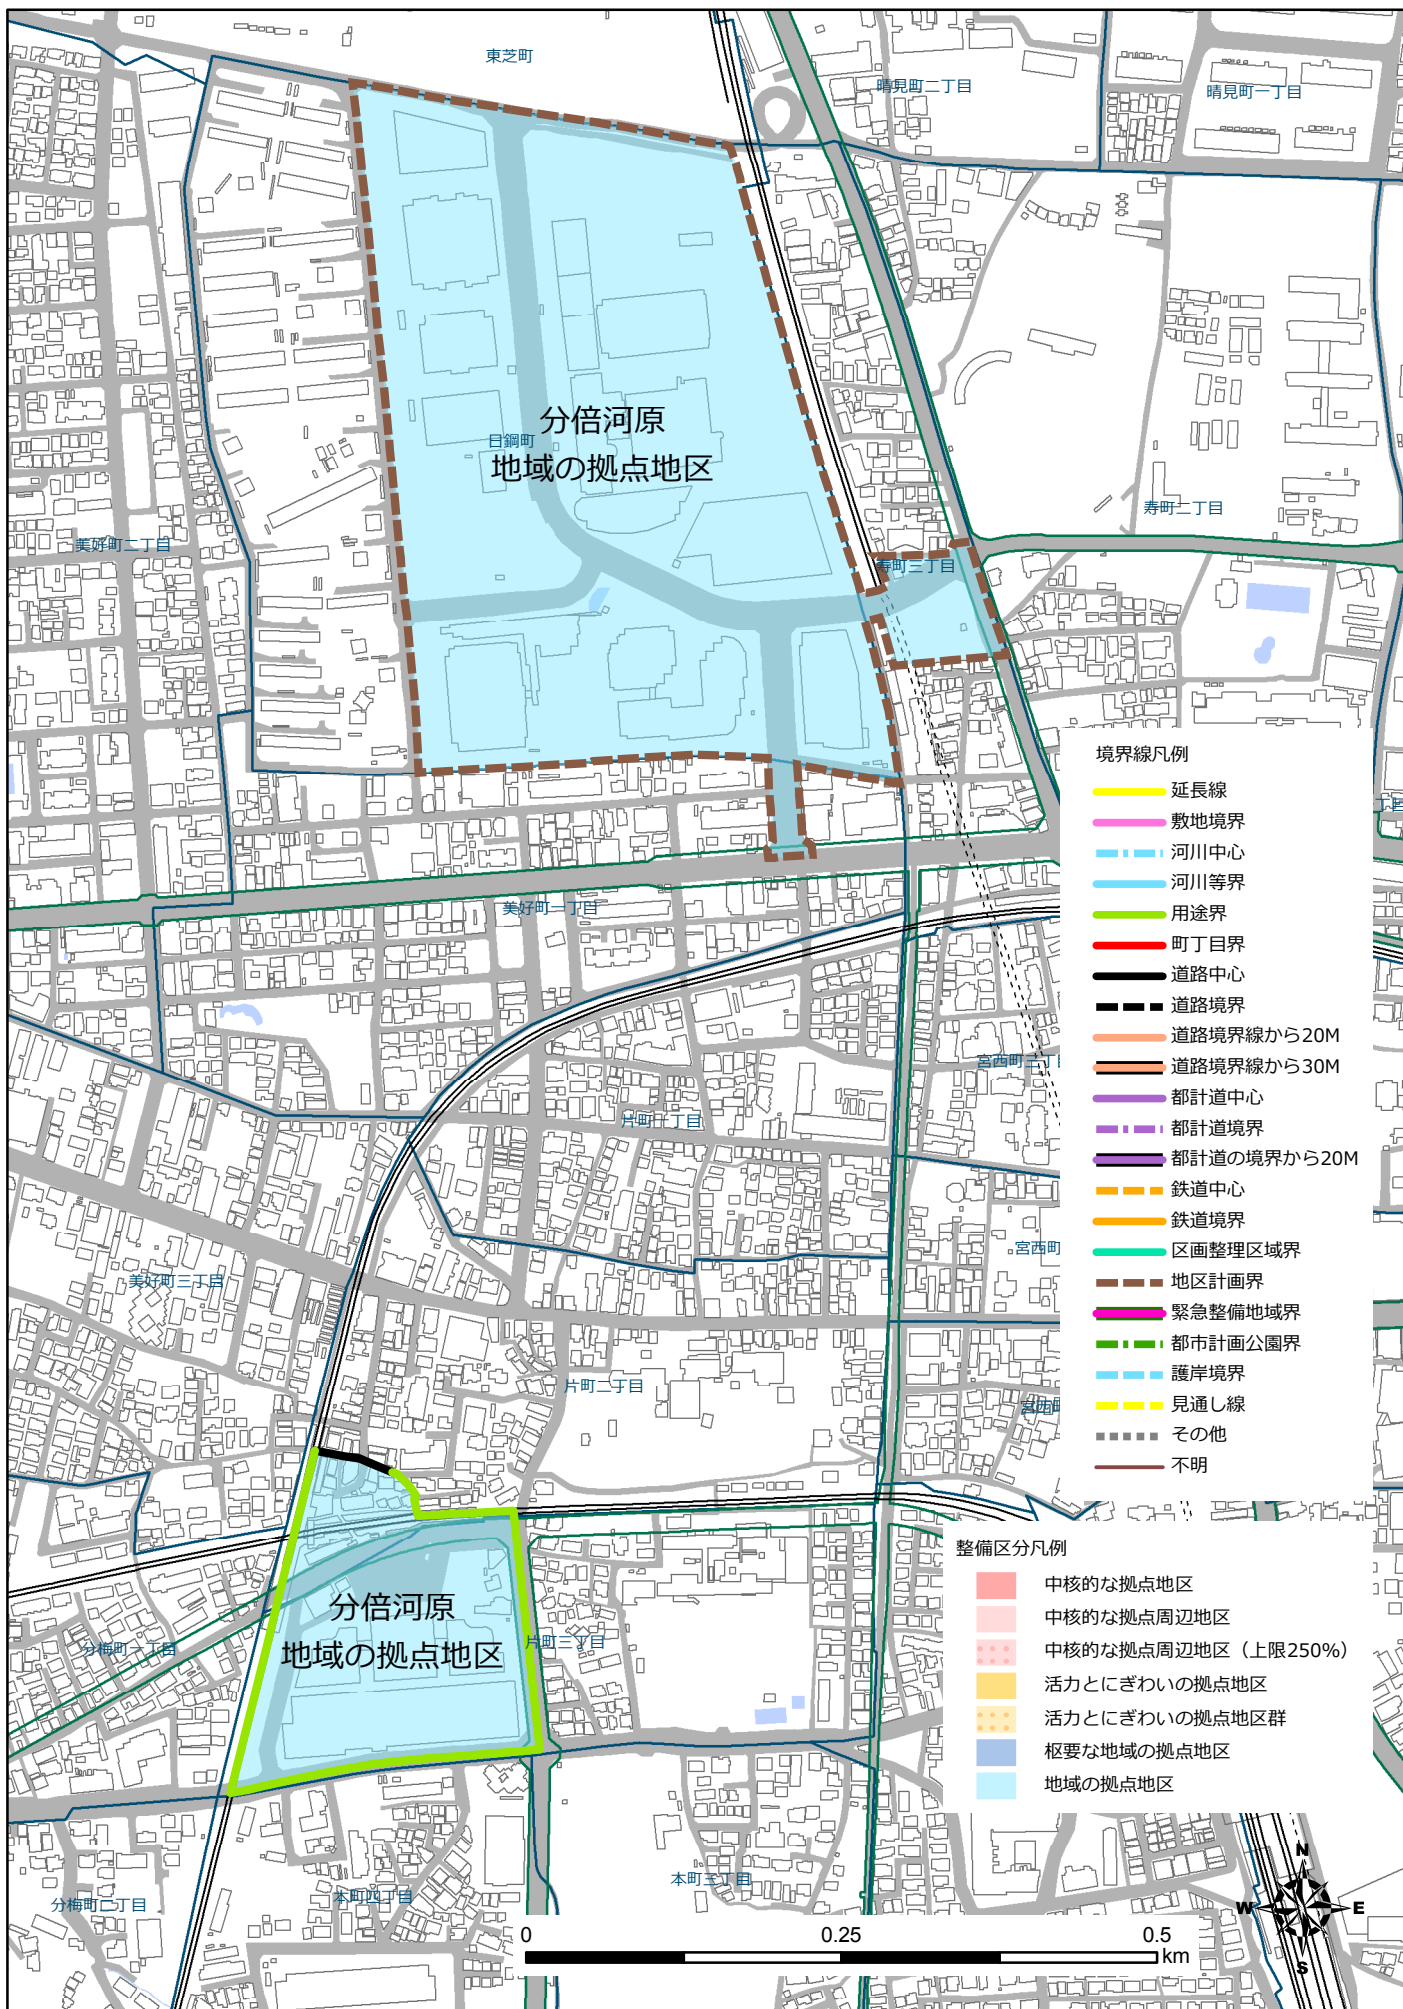 東芝町
晴見町二丁目
晴見町一丁目
分倍河原
日鋼町
地域の拠点地区
寿町二丁目
美好町二丁目
寿町三丁目
境界線凡例
延長線
敷地境界
河川中心
河川等界
用途界
町丁目界
道路中心
道路境界
道路境界線から20M
道路境界線から30M
都計道中心
都計道境界
都計道の境界から20M
鉄道中心
鉄道境界
区画整理区域界
地区計画界
緊急整備地域界
都市計画公園界
護岸境界
見通し線
その他
不明
丁目
美好町一丁目
宮西町二丁目
片町一丁目
宮西町
美好町三丁目
片町二丁目
宮西町
整備区分凡例
中核的な拠点地区
中核的な拠点周辺地区
中核的な拠点周辺地区（上限250%）
活力とにぎわいの拠点地区
活力とにぎわいの拠点地区群
枢要な地域の拠点地区
地域の拠点地区
分倍河原
地域の拠点地区
分梅町一丁目
片町三丁目
本町三丁目
本町四丁目
分梅町二丁目
N
W E
S
0 0.25 0.5
km